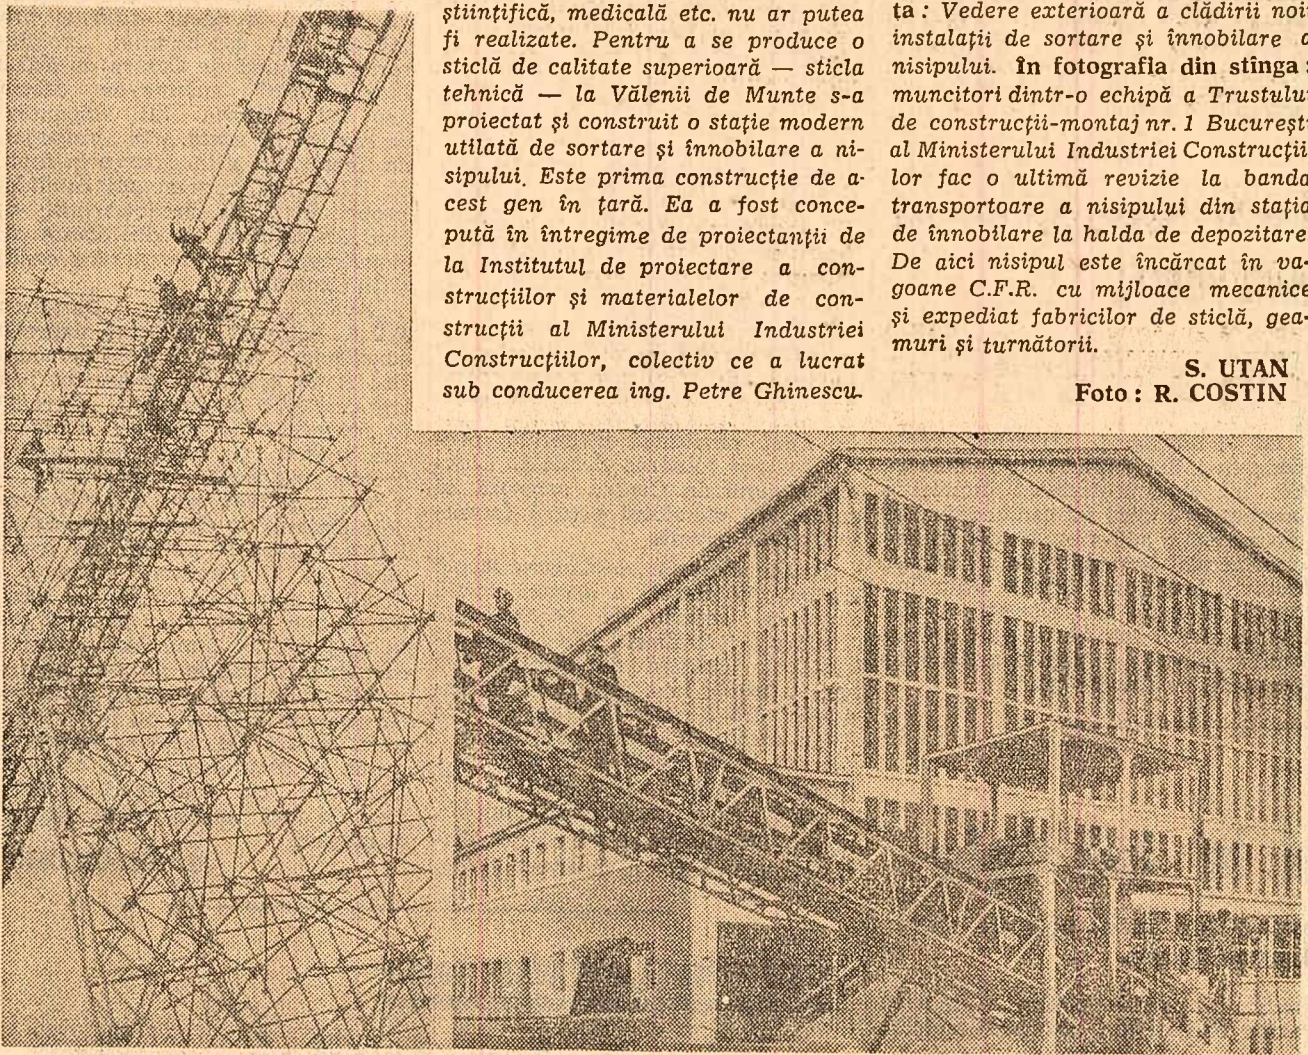 științifică, medicală etc. nu ar putea
fi realizate. Pentru a se produce o
sticlă de calitate superioară — sticla
tehnică — la Vălenii de Munte s-a
proiectat și construit o stație modern
utilată de sortare și înnobilare a ni-
sipului. Este prima construcție de a-
cest gen în țară. Ea a fost conce-
pută în întregime de proiectanții de
la Institutul de proiectare a con-
strucțiilor și materialelor de con-
strucții al Ministerului Industriei
Construcțiilor, colectiv ce a lucrat
sub conducerea ing. Petre Ghinescu.
ța : Vedere exterioară a clădirii noii
instalații de sortare și înnobilare
nisipului. În fotografia din stînga :
muncitori dintr-o echipă a Trustului
de construcții-montaj nr. 1 București
al Ministerului Industriei Construcții-
lor fac o ultimă revizie la banda
transportoare a nisipului din stația
de înnobilare la halda de depozitare
De aici nisipul este încărcat în va-
goane C.F.R. cu mijloace mecanice
și expediat fabricilor de sticlă, gea-
muri și turnătorii.
S. UTAN
Foto : R. COSTIN